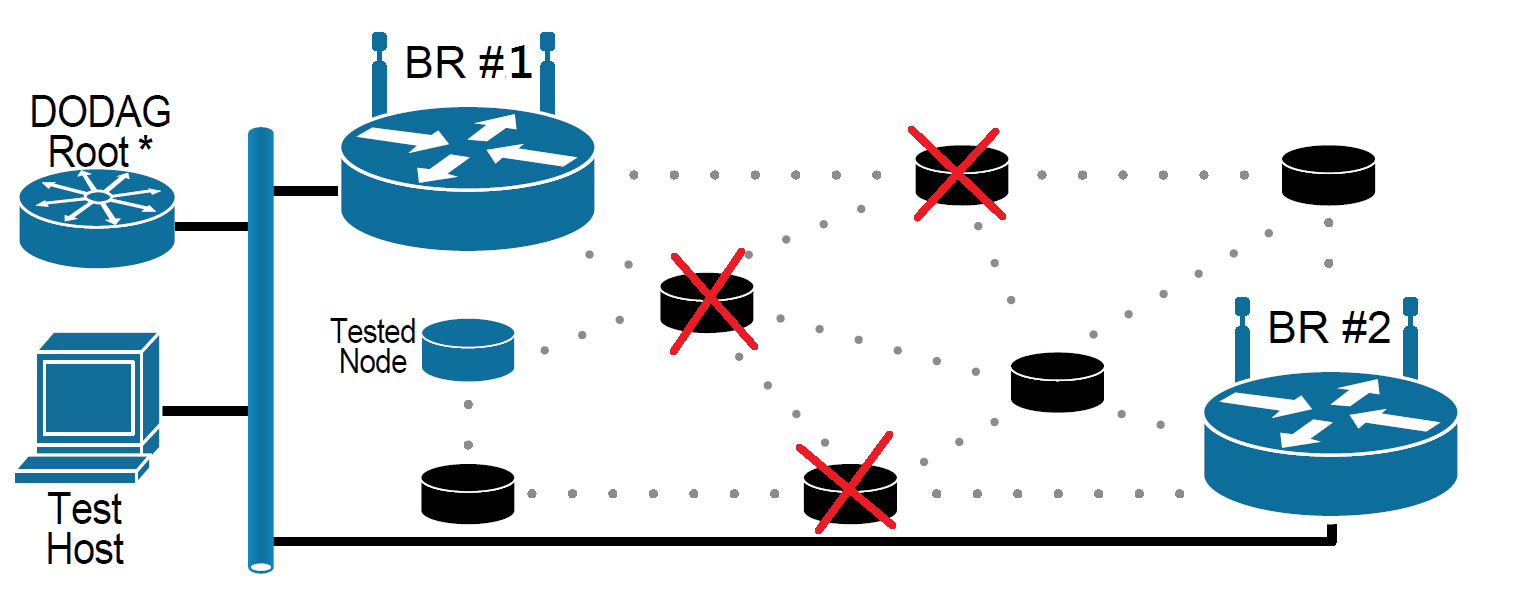 BR #1
DODAG
Root *
Tested
Node
BR #2
Test
Host